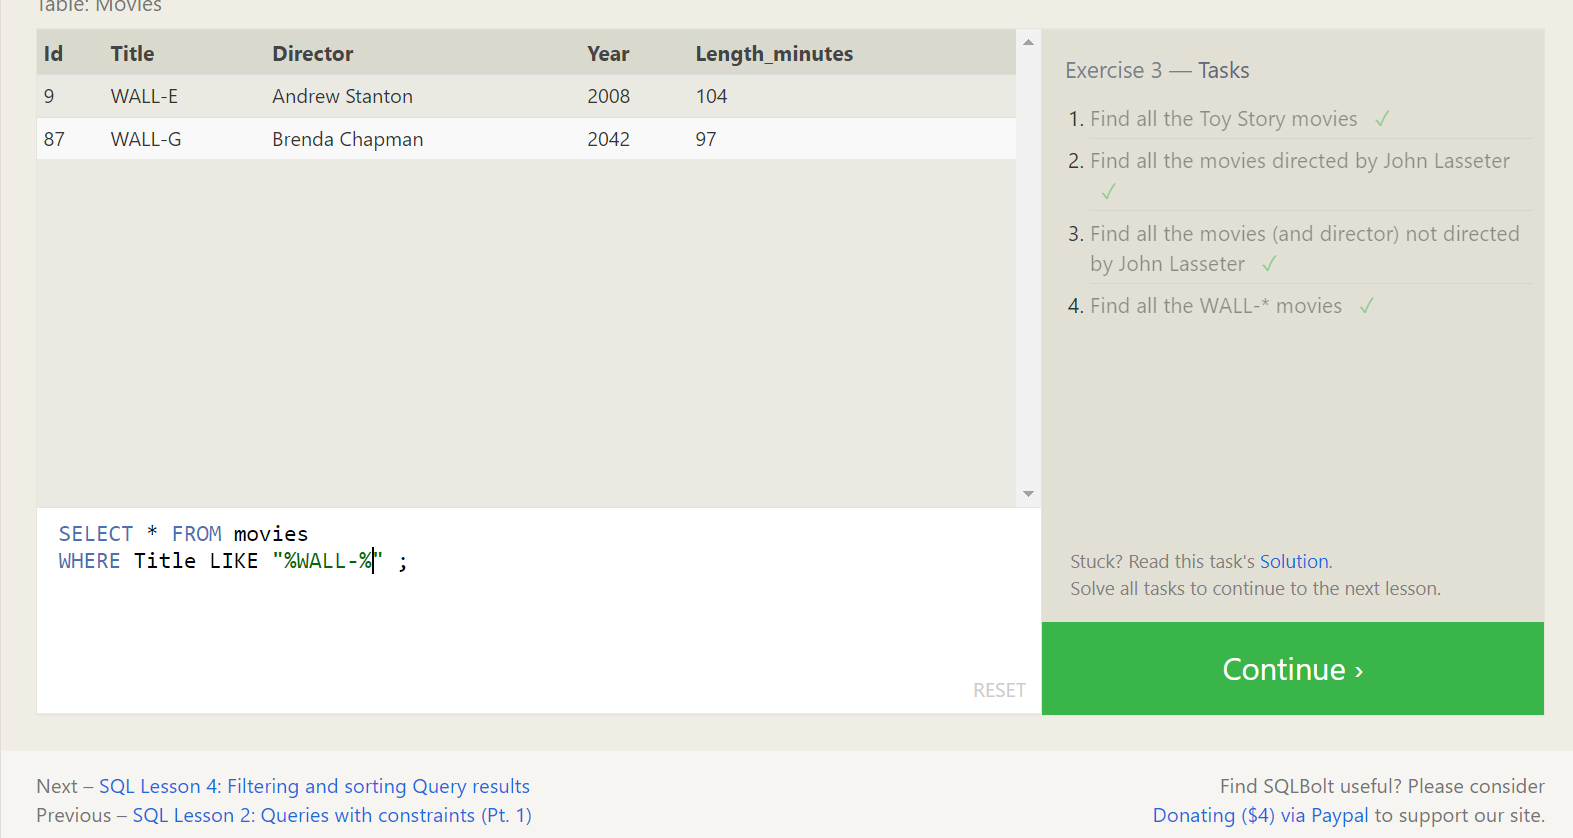 Table: Movies
Id Title Director Year Length_minutes
9 WALL-E Andrew Stanton 2008 104
87 WALL-G Brenda Chapman 2042 97
SELECT * FROM movies
WHERE Title LIKE "%WALL-%" ;
RESET
Exercise 3 — Tasks
1. Find all the Toy Story movies ✓
2. Find all the movies directed by John Lasseter
✓
3. Find all the movies (and director) not directed
by John Lasseter ✓
4. Find all the WALL-* movies ✓
Stuck? Read this task's Solution.
Solve all tasks to continue to the next lesson.
Continue ›
Next – SQL Lesson 4: Filtering and sorting Query results
Previous – SQL Lesson 2: Queries with constraints (Pt. 1)
Find SQLBolt useful? Please consider
Donating ($4) via Paypal to support our site.